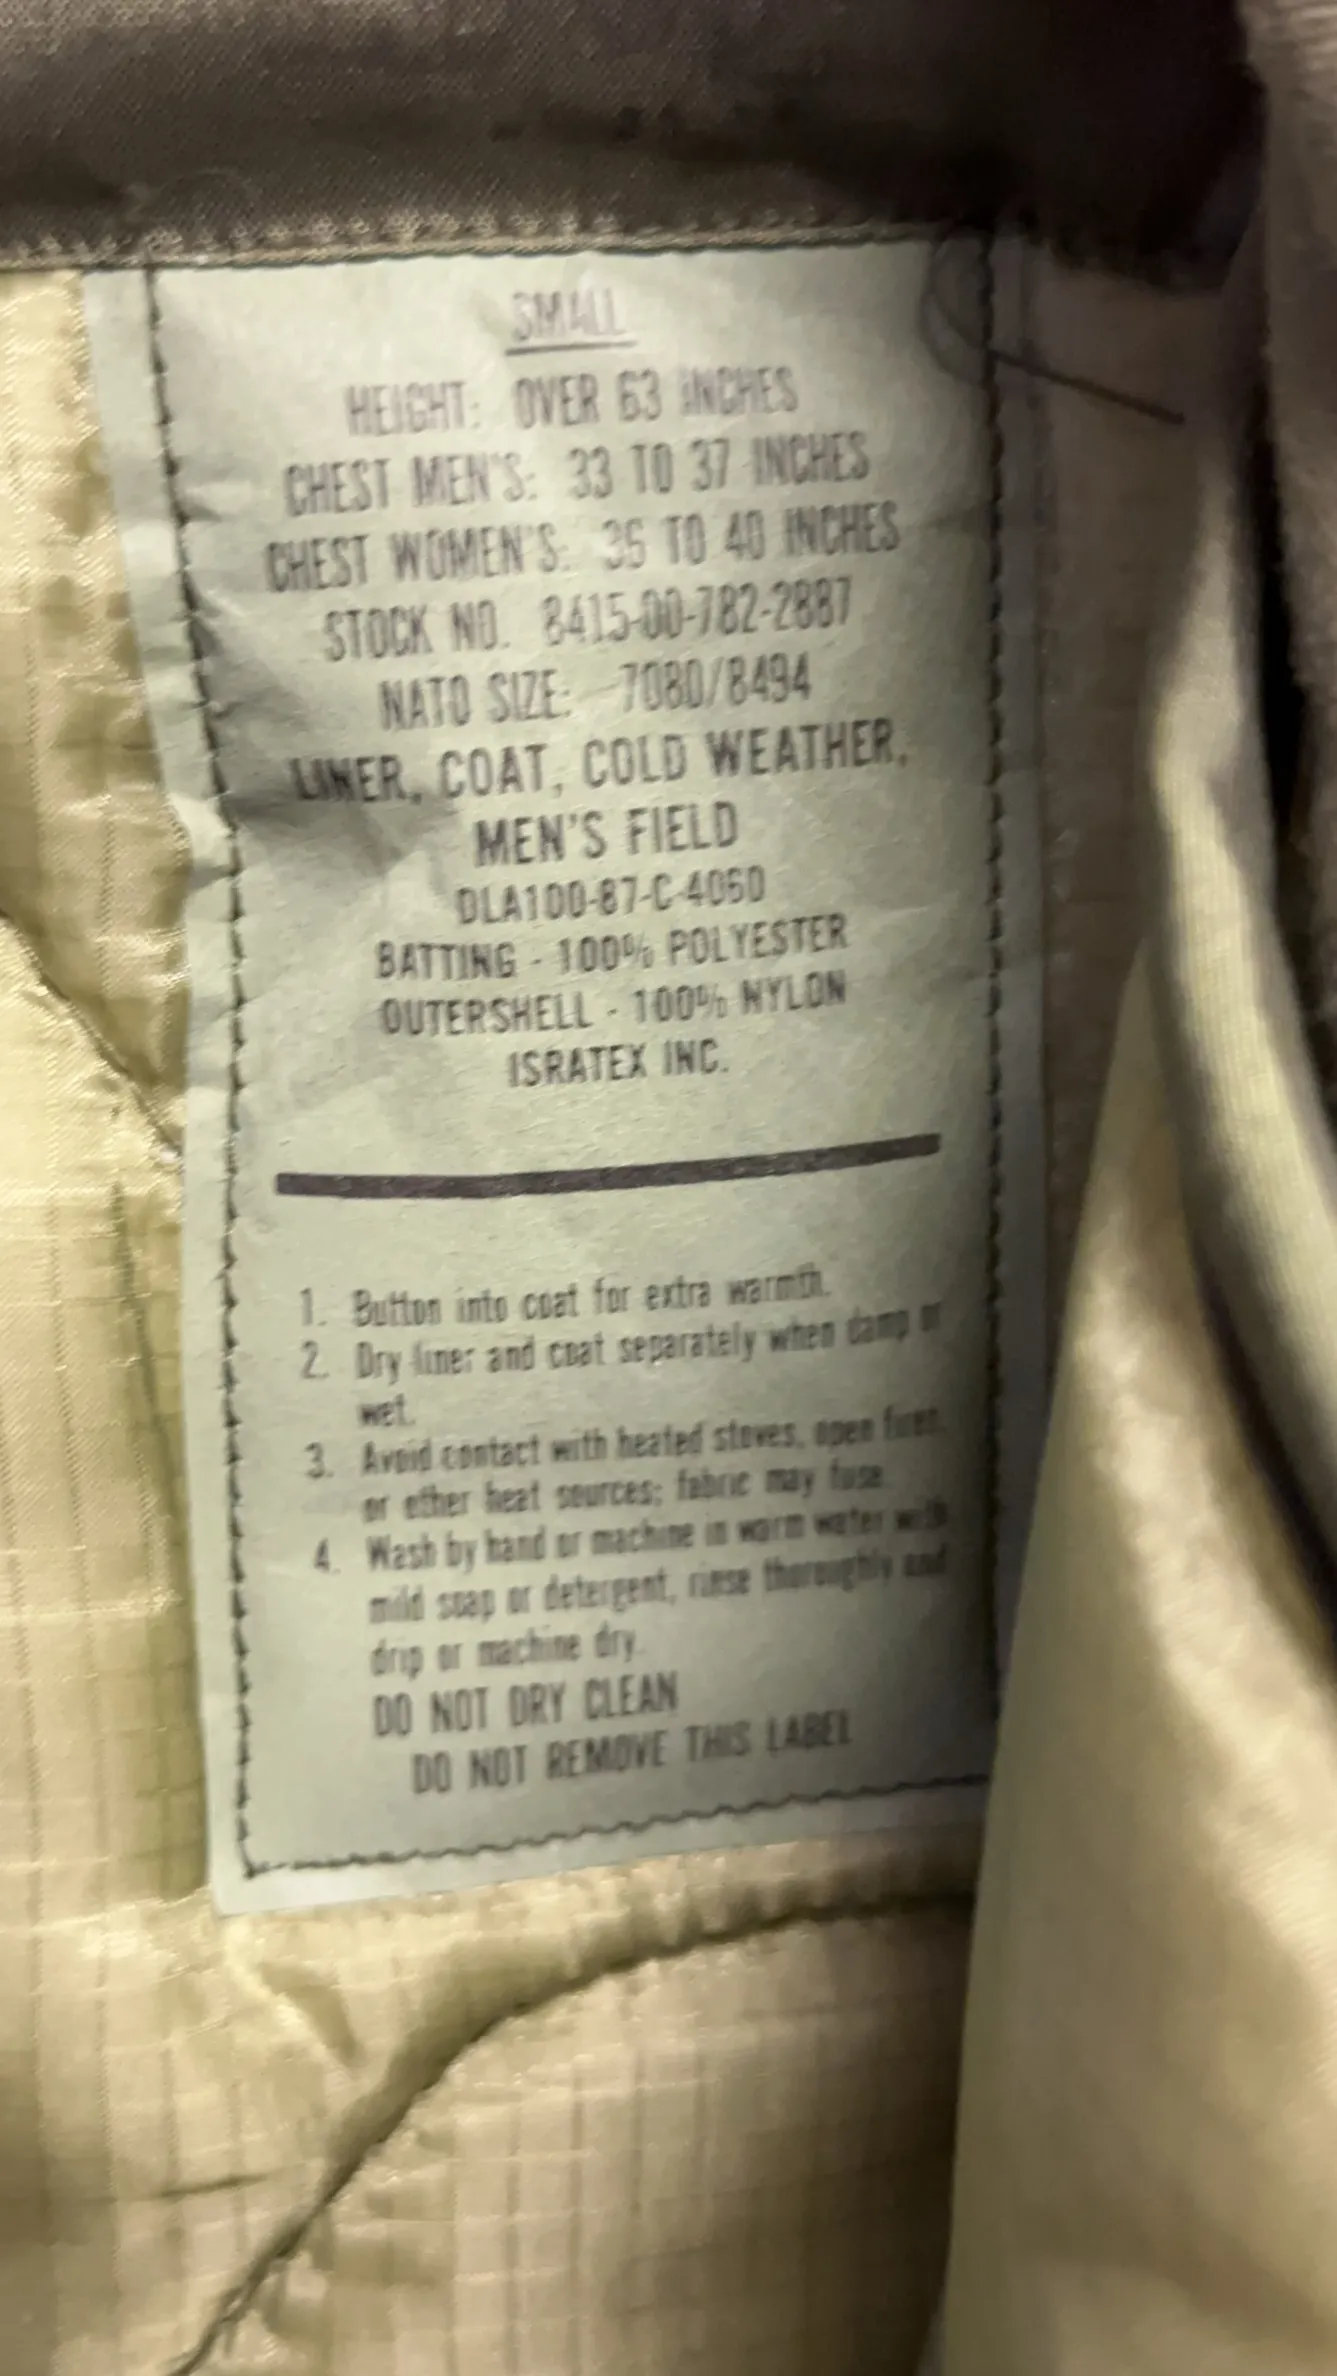 SMALL
HEIGHT: OVER 63 INCHES
CHEST MEN'S: 33 TO 37 INCHES
CHEST WOMEN'S: 36 TO 40 INCHES
STOCK NO. 8415-00-782-2887
NATO SIZE: 7080/8494
LINER, COAT, COLD WEATHER,
MEN'S FIELD
DLA100-87-C-4060
BATTING - 100% POLYESTER
OUTERSHELL - 100% NYLON
ISRATEX INC.
1. Button into coat for extra warmth.
2. Dry liner and coat separately when damp or
wet.
3. Avoid contact with heated stoves, open fires,
or other heat sources; fabric may fuse
4. Wash by hand or machine in warm water with
mild soap or detergent, rinse thoroughly and
drip or machine dry.
DO NOT DRY CLEAN
DO NOT REMOVE THIS LABEL